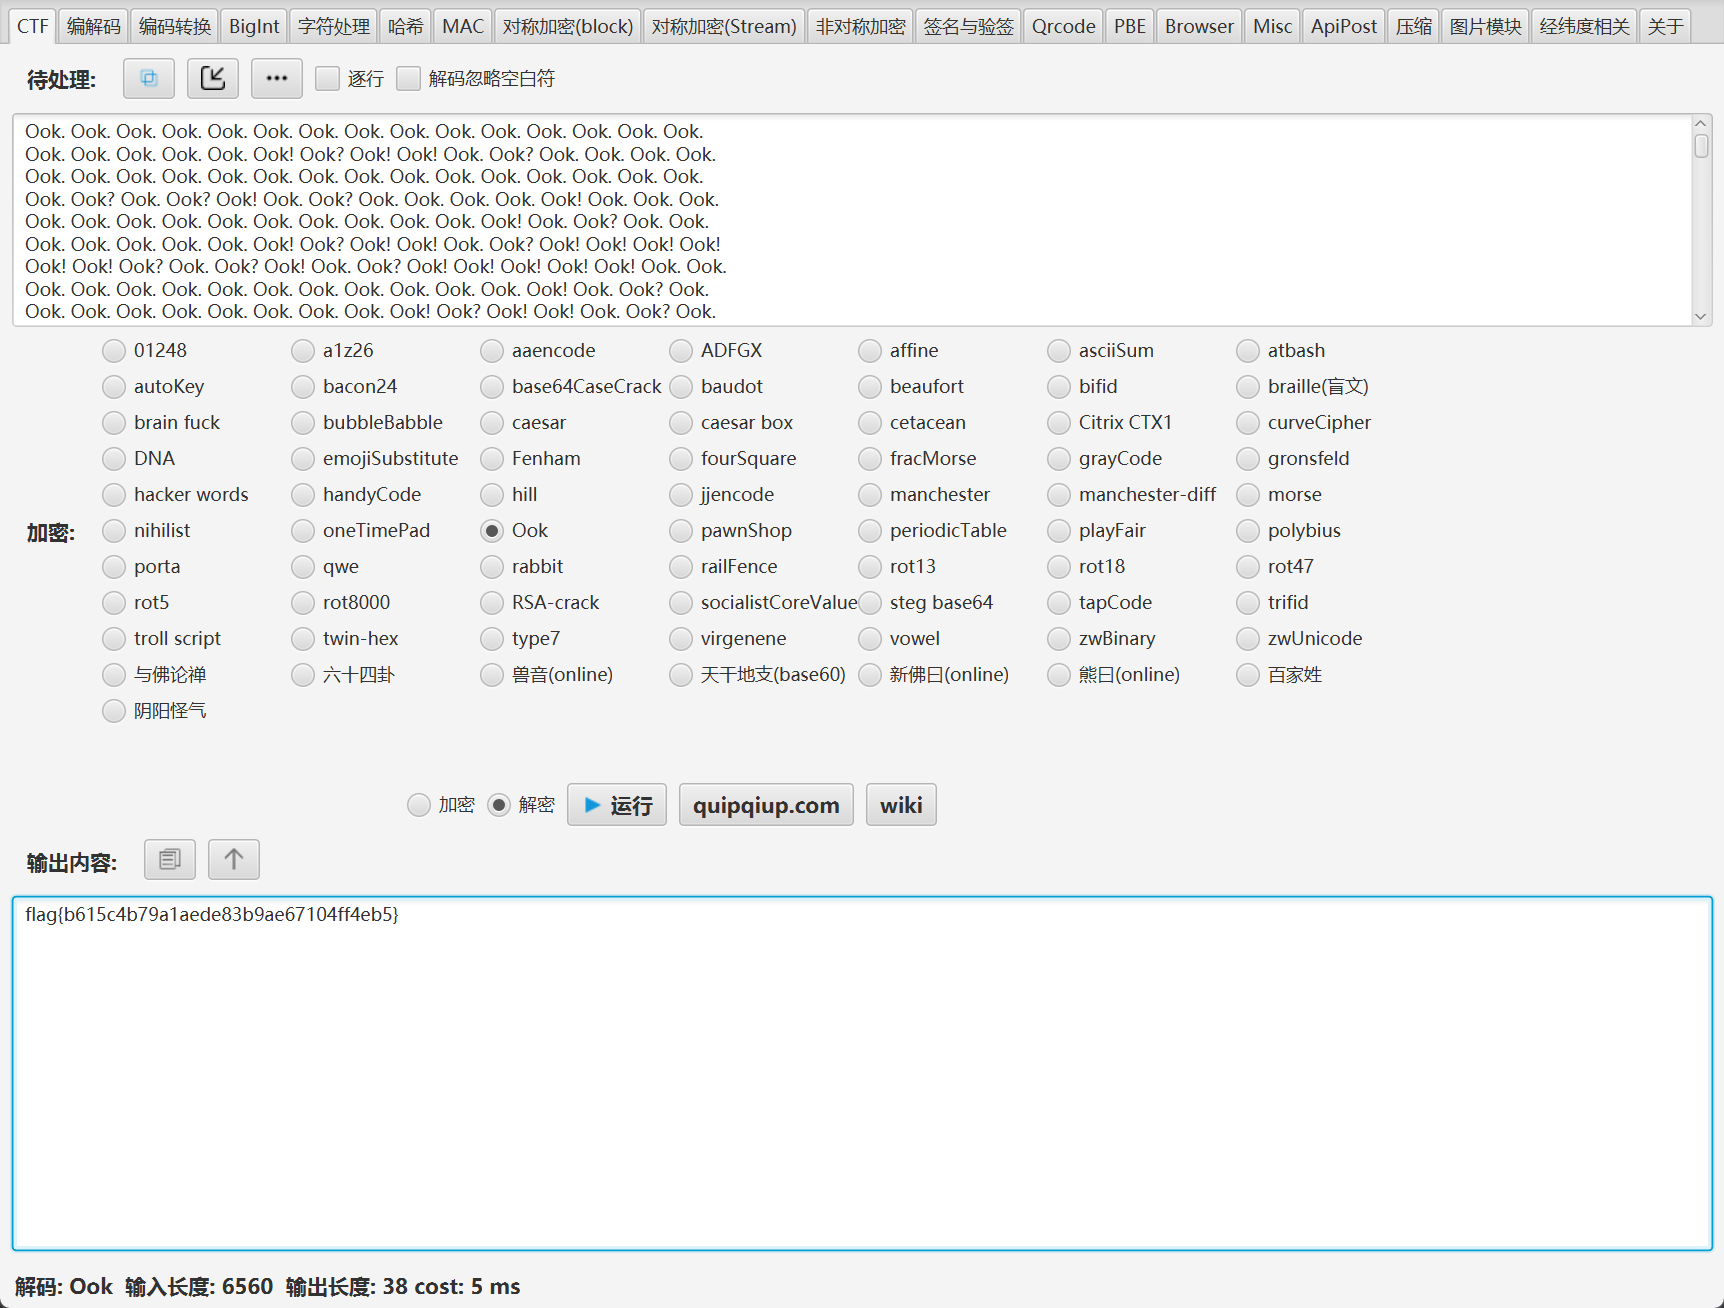 CTF 编解码 编码转换 BigInt 字符处理 哈希 MAC 对称加密(block) 对称加密(Stream) 非对称加密 签名与验签 Qrcode PBE Browser Misc ApiPost 压缩 图片模块 经纬度相关 关于
待处理: ••• 逐行 解码忽略空白符
Ook. Ook. Ook. Ook. Ook. Ook. Ook. Ook. Ook. Ook. Ook. Ook. Ook. Ook. Ook.
Ook. Ook. Ook. Ook. Ook. Ook! Ook? Ook! Ook! Ook. Ook? Ook. Ook. Ook. Ook.
Ook. Ook. Ook. Ook. Ook. Ook. Ook. Ook. Ook. Ook. Ook. Ook. Ook. Ook. Ook.
Ook. Ook? Ook. Ook? Ook! Ook. Ook? Ook. Ook. Ook. Ook. Ook! Ook. Ook. Ook.
Ook. Ook. Ook. Ook. Ook. Ook. Ook. Ook. Ook. Ook. Ook! Ook. Ook? Ook. Ook.
Ook. Ook. Ook. Ook. Ook. Ook! Ook? Ook! Ook! Ook. Ook? Ook! Ook! Ook! Ook!
Ook! Ook! Ook? Ook. Ook? Ook! Ook. Ook? Ook! Ook! Ook! Ook! Ook! Ook. Ook.
Ook. Ook. Ook. Ook. Ook. Ook. Ook. Ook. Ook. Ook. Ook. Ook! Ook. Ook? Ook.
Ook. Ook. Ook. Ook. Ook. Ook. Ook. Ook. Ook! Ook? Ook! Ook! Ook. Ook? Ook.
01248 a1z26 aaencode ADFGX affine asciiSum atbash
autoKey bacon24 base64CaseCrack baudot beaufort bifid braille(盲文)
brain fuck bubbleBabble caesar caesar box cetacean Citrix CTX1 curveCipher
DNA emojiSubstitute Fenham fourSquare fracMorse grayCode gronsfeld
hacker words handyCode hill jjencode manchester manchester-diff morse
加密: nihilist oneTimePad Ook pawnShop periodicTable playFair polybius
porta qwe rabbit railFence rot13 rot18 rot47
rot5 rot8000 RSA-crack socialistCoreValue steg base64 tapCode trifid
troll script twin-hex type7 virgenene vowel zwBinary zwUnicode
与佛论禅 六十四卦 兽音(online) 天干地支(base60) 新佛曰(online) 熊曰(online) 百家姓
阴阳怪气
加密 解密 运行 quipqiup.com wiki
输出内容:
flag{b615c4b79a1aede83b9ae67104ff4eb5}
解码: Ook 输入长度: 6560 输出长度: 38 cost: 5 ms